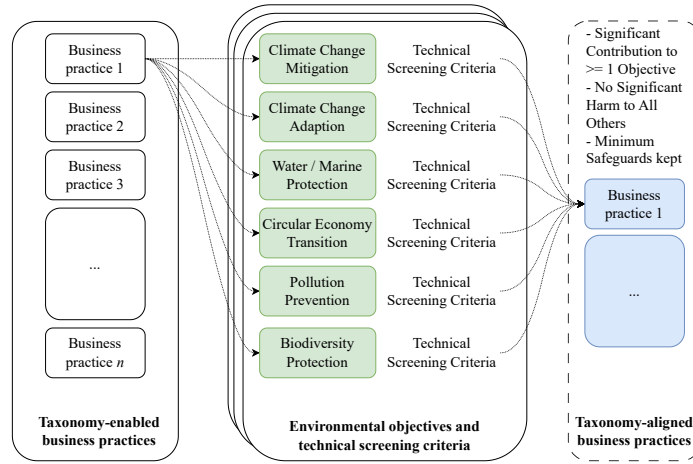 Business
practice 1
Business
practice 2
Business
practice 3
...
Business
practice n
Taxonomy-enabled
business practices
Climate Change
Mitigation
Technical
Screening Criteria
Climate Change
Adaption
Technical
Screening Criteria
Water / Marine
Protection
Technical
Screening Criteria
Circular Economy
Transition
Technical
Screening Criteria
Pollution
Prevention
Technical
Screening Criteria
Biodiversity
Protection
Technical
Screening Criteria
Environmental objectives and
technical screening criteria
- Significant
Contribution to
>= 1 Objective
- No Significant
Harm to All
Others
- Minimum
Safeguards kept
Business
practice 1
...
Taxonomy-aligned
business practices